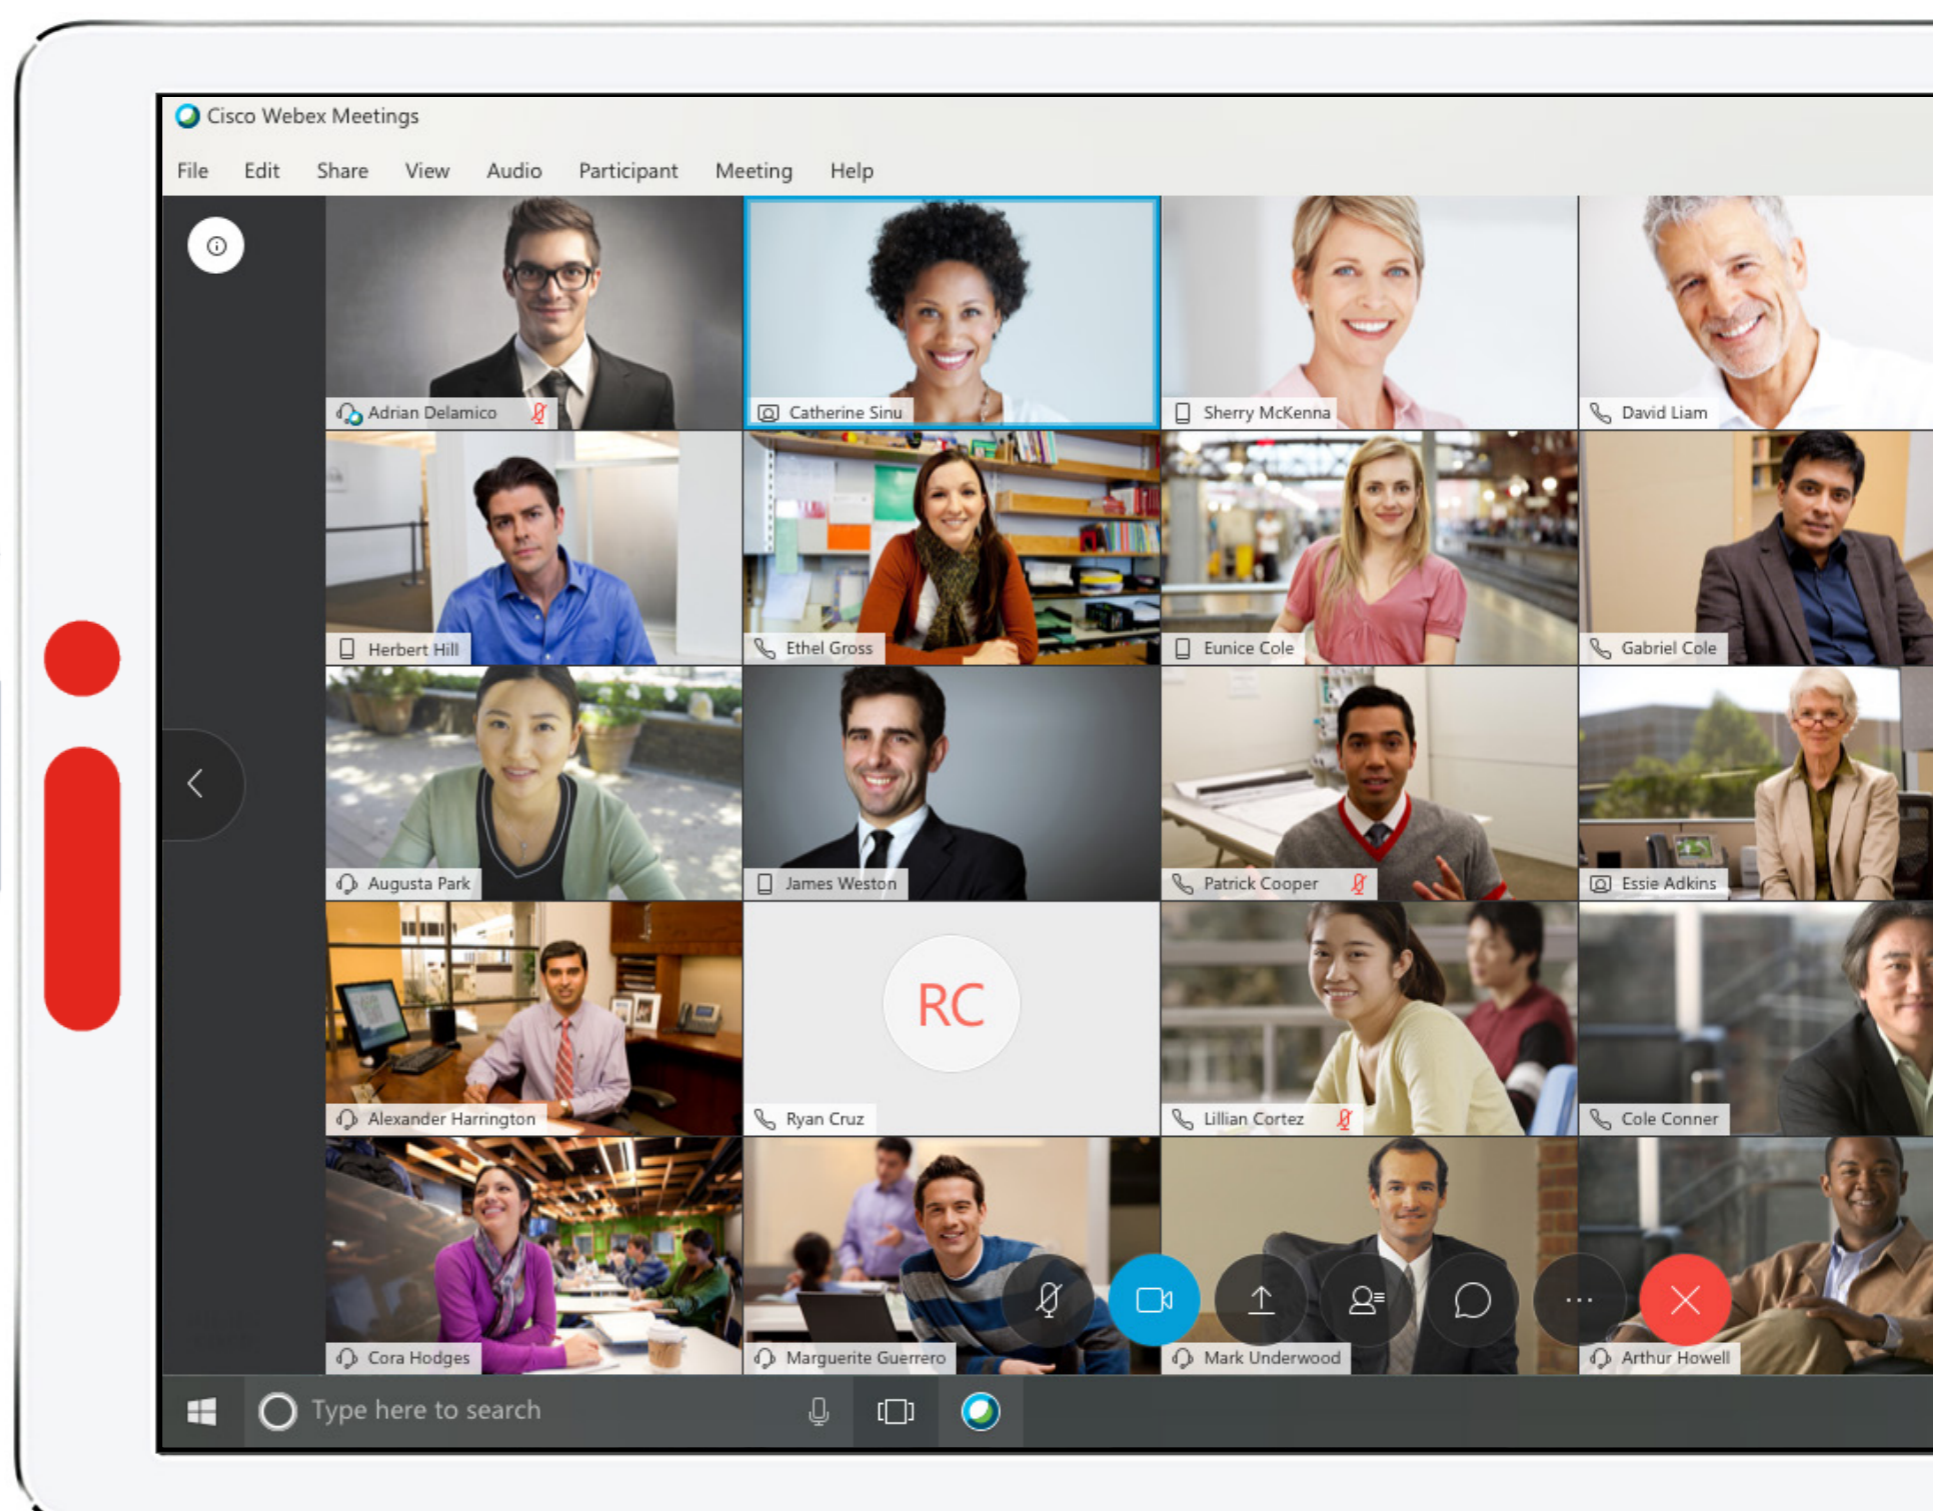 Cisco Webex Meetings
File Edit Share View Audio Participant Meeting Help
Adrian Delamico
Catherine Sinu
Sherry McKenna
David Liam
Herbert Hill
Ethel Gross
Eunice Cole
Gabriel Cole
Augusta Park
James Weston
Patrick Cooper
Essie Adkins
Alexander Harrington
RC
Ryan Cruz
Lillian Cortez
Cole Conner
Cora Hodges
Marguerite Guerrero
Mark Underwood
Arthur Howell
Type here to search